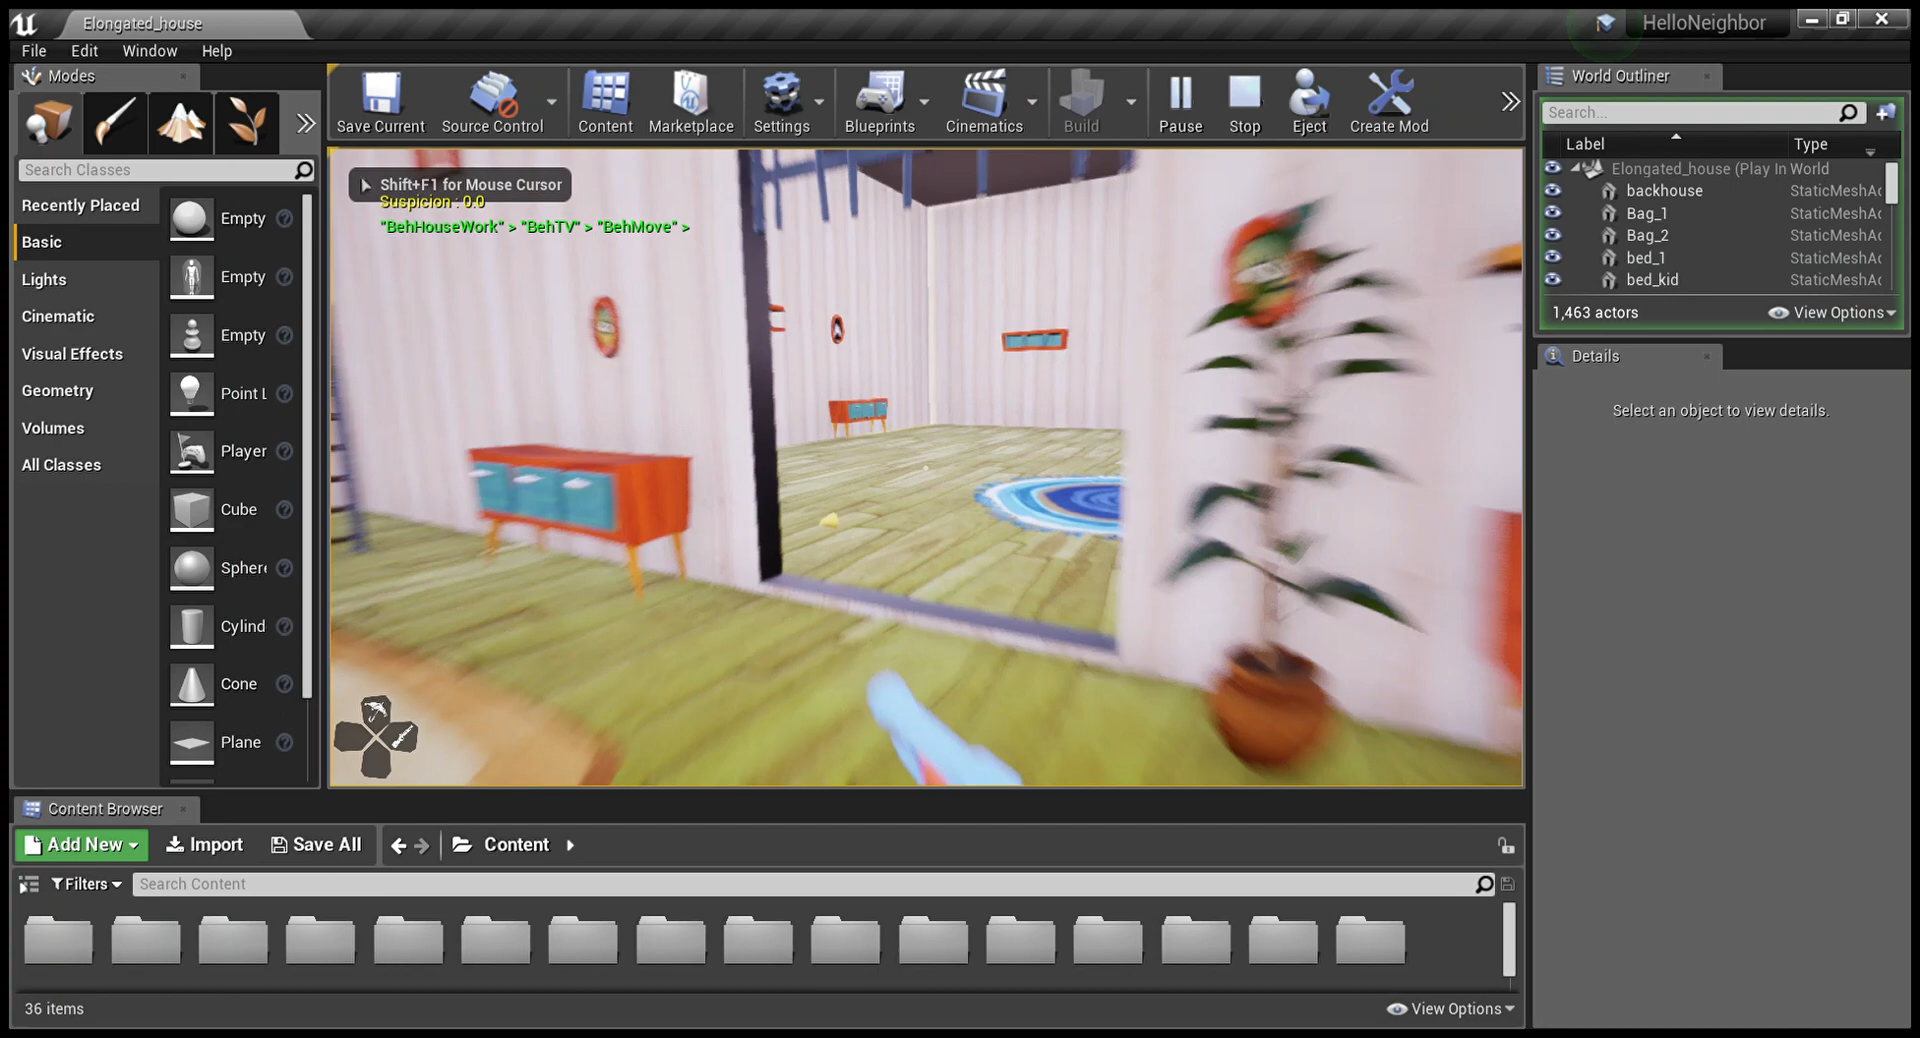 Elongated_house
HelloNeighbor
File Edit Window Help
Modes
Search Classes
Recently Placed
Basic
Lights
Cinematic
Visual Effects
Geometry
Volumes
All Classes
Empty
Empty
Empty
Point L
Player
Cube
Sphere
Cylind
Cone
Plane
Save Current
Source Control
Content
Marketplace
Settings
Blueprints
Cinematics
Build
Pause
Stop
Eject
Create Mod
Shift+F1 for Mouse Cursor
Suspicion : 0.0
"BehHouseWork" > "BehTV" > "BehMove" >
World Outliner
Search...
Label Type
Elongated_house (Play In World
backhouse StaticMeshAc
Bag_1 StaticMeshAc
Bag_2 StaticMeshAc
bed_1 StaticMeshAc
bed_kid StaticMeshAc
1,463 actors View Options
Details
Select an object to view details.
Content Browser
Add New Import Save All Content
Filters Search Content
36 items View Options